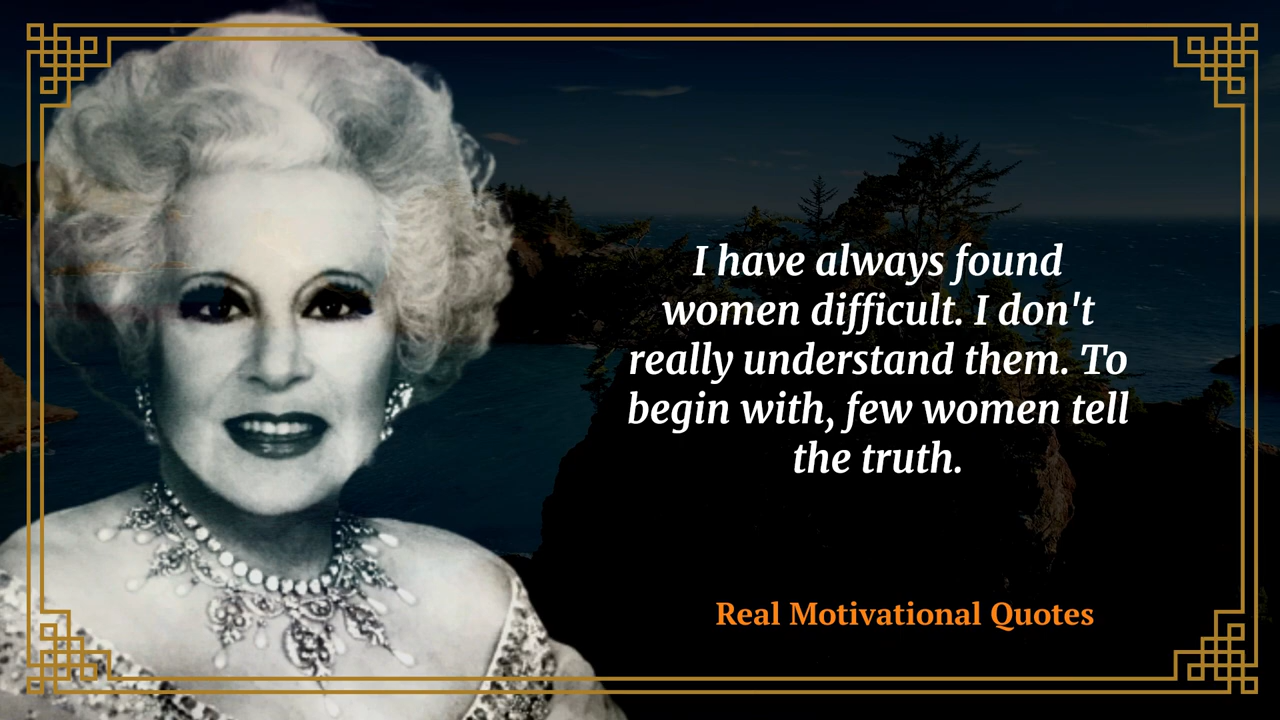 I have always found
women difficult. I don't
really understand them. To
begin with, few women tell
the truth.
Real Motivational Quotes